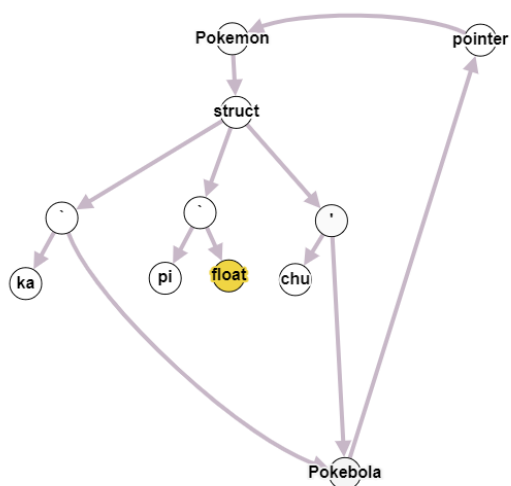 Pokemon
pointer
struct
`
`
'
ka
pi
float
chu
Pokebola